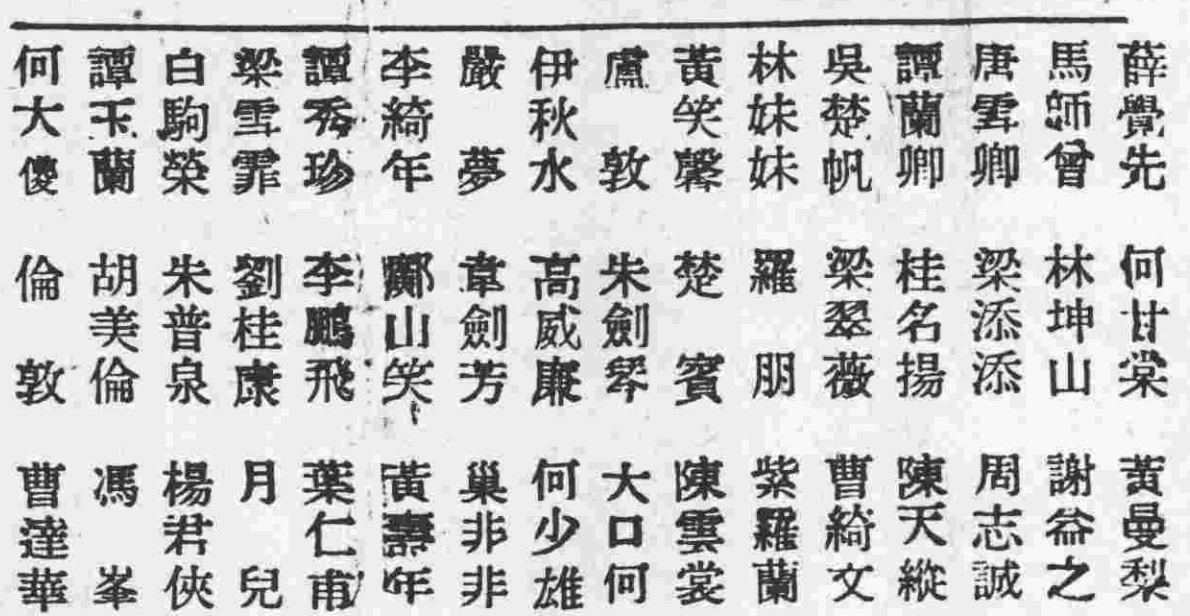 薛覺先
馬師曾
唐雪卿
譚蘭卿
吳楚帆
林妹妹
黃笑馨
盧敦
伊秋水
嚴夢
李綺年
譚秀珍
梁雪霏
白駒榮
譚玉蘭
何大傻
何甘棠
林坤山
梁添添
桂名揚
梁翠薇
羅朋
楚賓
朱劍琴
高威廉
韋劍芳
鄺山笑
李鵬飛
劉桂康
朱普泉
胡美倫
倫敦
黃曼梨
謝益之
周志誠
陳天縱
曹綺文
紫羅蘭
陳雲裳
大口何
何少雄
巢非非
黃壽年
葉仁甫
月兒
楊君俠
馮峯
曹達華